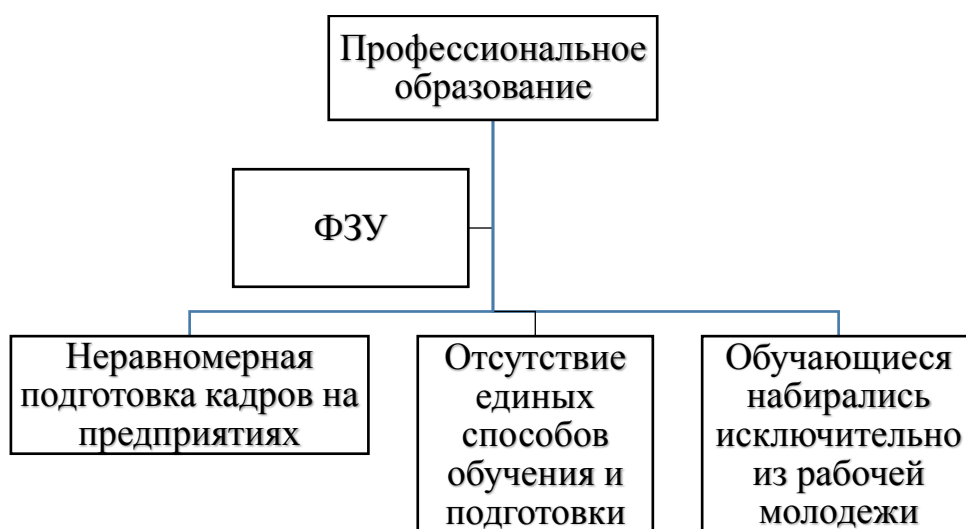 Профессиональное
образование
ФЗУ
Неравномерная
подготовка кадров на
предприятиях
Отсутствие
единых
способов
обучения и
подготовки
Обучающиеся
набирались
исключительно
из рабочей
молодежи